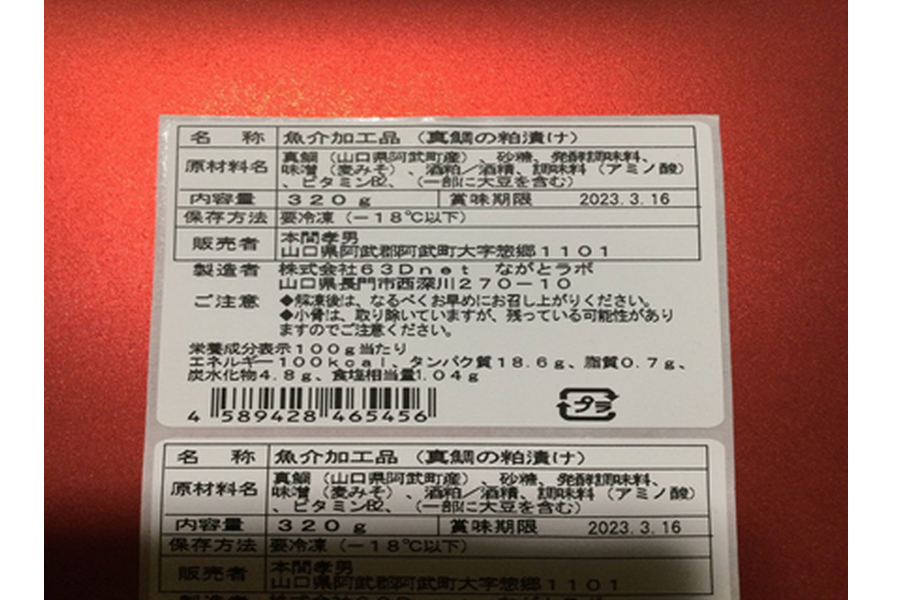 名 称 魚介加工品 (真鯛の粕漬け)
原材料名 真鯛(山口県阿武町産)、砂糖、発酵調味料、
味噌(麦みそ)、酒粕/酒精、調味料(アミノ酸)
、ビタミンB2、(一部に大豆を含む)
内容量 320g 賞味期限 2023.3.16
保存方法 要冷凍(-18℃以下)
販売者 本間孝男
山口県阿武郡阿武町大字惣郷1101
製造者 株式会社63Dnet ながとラボ
山口県長門市西深川270-10
ご注意 ◆解凍後は、なるべくお早めにお召し上がりください。
◆小骨は、取り除いていますが、残っている可能性があり
ますのでご注意ください。
栄養成分表示100g当たり
エネルギー100kcal、タンパク質18.6g、脂質0.7g、
炭水化物4.8g、食塩相当量1.04g
4 589428 465456
プラ
名 称 魚介加工品 (真鯛の粕漬け)
原材料名 真鯛(山口県阿武町産)、砂糖、発酵調味料、
味噌(麦みそ)、酒粕/酒精、調味料(アミノ酸)
、ビタミンB2、(一部に大豆を含む)
内容量 320g 賞味期限 2023.3.16
保存方法 要冷凍(-18℃以下)
販売者 本間孝男
山口県阿武郡阿武町大字惣郷1101